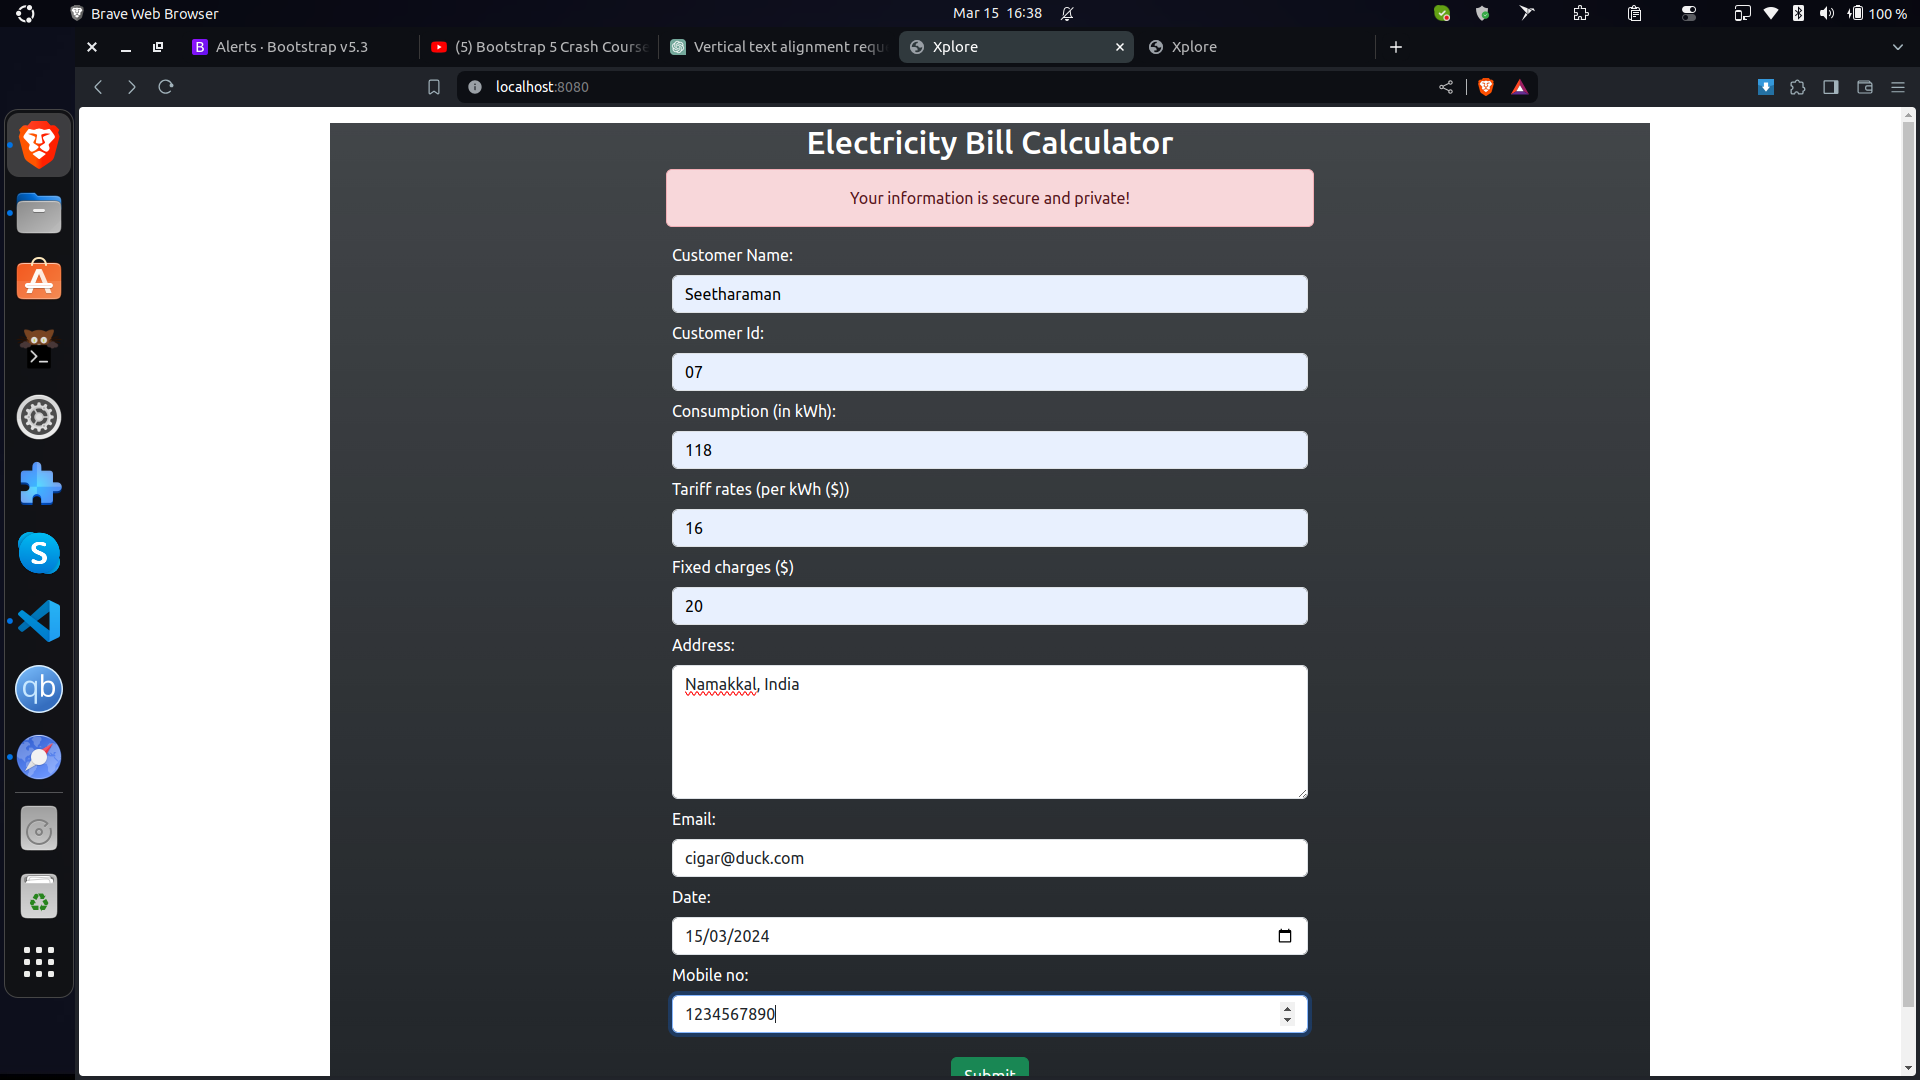 Brave Web Browser
Mar 15 16:38
100 %
Alerts · Bootstrap v5.3
(5) Bootstrap 5 Crash Course
Vertical text alignment requ
Xplore
Xplore
localhost:8080
Electricity Bill Calculator
Your information is secure and private!
Customer Name:
Seetharaman
Customer Id:
07
Consumption (in kWh):
118
Tariff rates (per kWh ($))
16
Fixed charges ($)
20
Address:
Namakkal, India
Email:
cigar@duck.com
Date:
15/03/2024
Mobile no:
1234567890
Submit